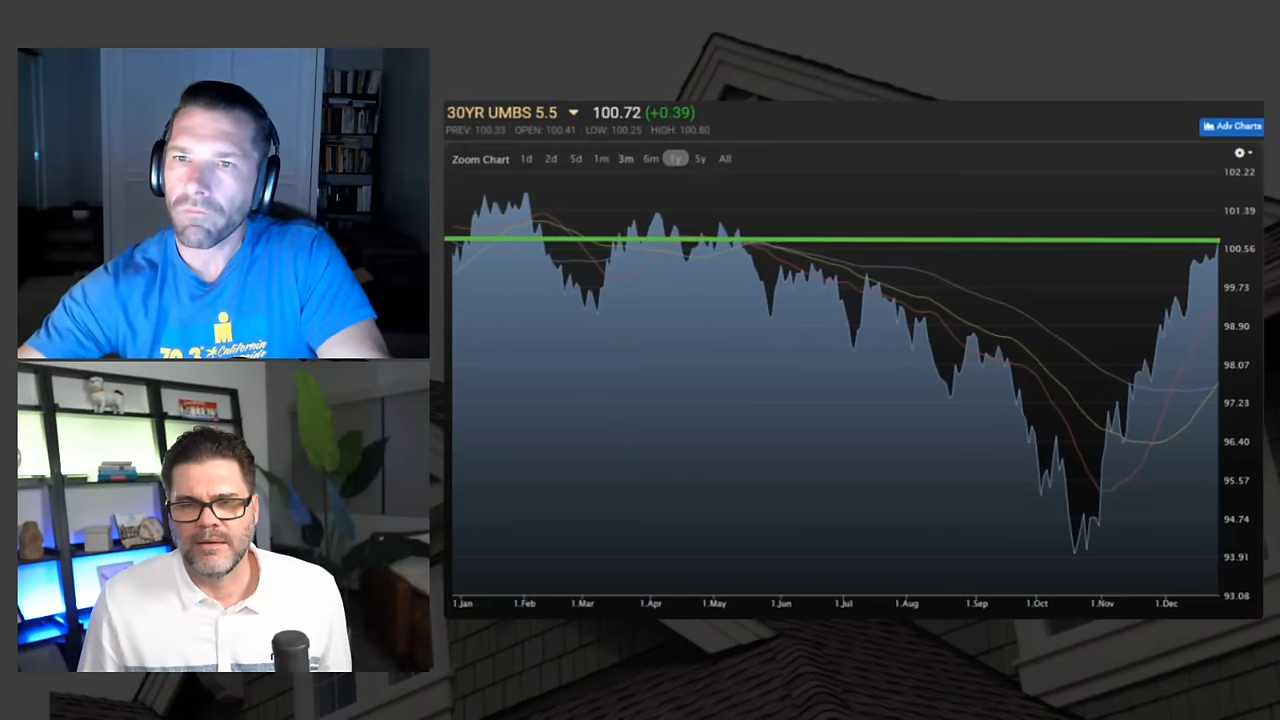 30YR UMBS 5.5 100.72 (+0.39)
PREV: 100.33 OPEN: 100.41 LOW: 100.25 HIGH: 100.80
Adv Charts
Zoom Chart 1d 2d 5d 1m 3m 6m 1y 5y All
102.22
101.39
100.56
99.73
98.90
98.07
97.23
96.40
95.57
94.74
93.91
93.08
1.Jan 1.Feb 1.Mar 1.Apr 1.May 1.Jun 1.Jul 1.Aug 1.Sep 1.Oct 1.Nov 1.Dec
70.3
California